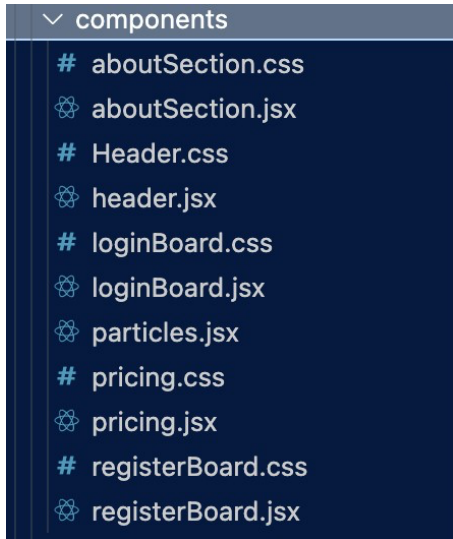 components
# aboutSection.css
aboutSection.jsx
# Header.css
header.jsx
# loginBoard.css
loginBoard.jsx
particles.jsx
# pricing.css
pricing.jsx
# registerBoard.css
registerBoard.jsx